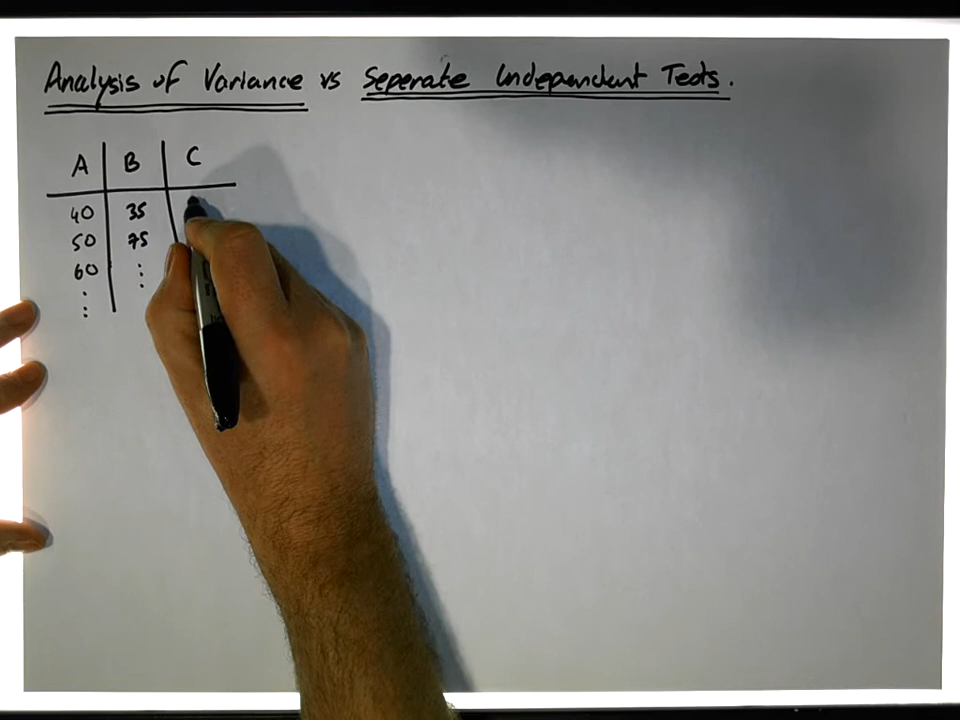 Analysis of Variance vs Seperate Independent Tests.
A B C
40 35
50 75
60 :
: